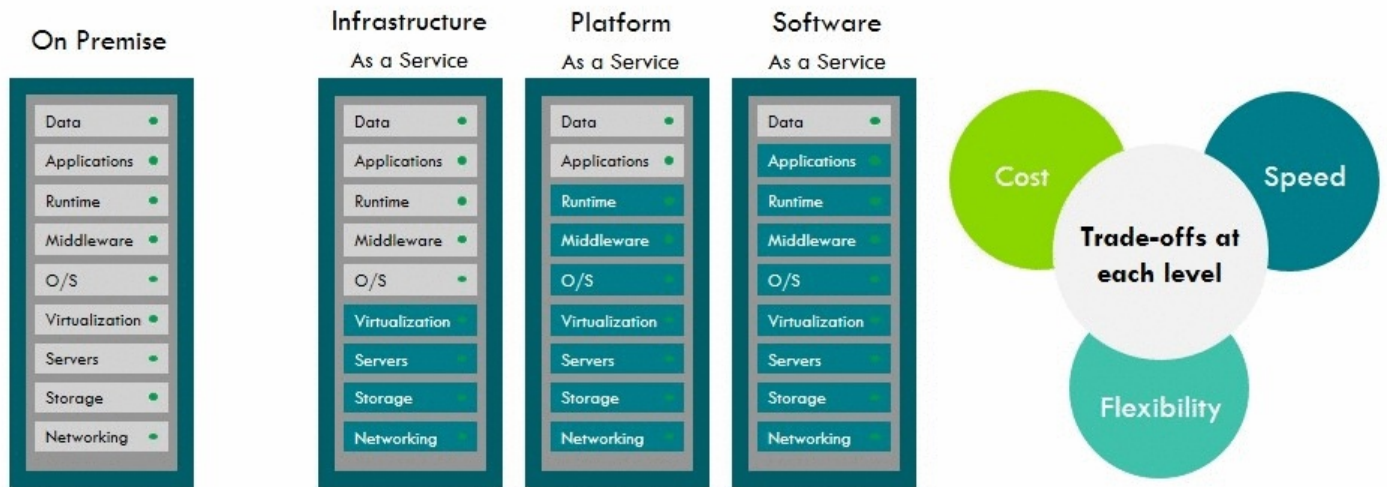 On Premise
Data
Applications
Runtime
Middleware
O/S
Virtualization
Servers
Storage
Networking
Infrastructure
As a Service
Data
Applications
Runtime
Middleware
O/S
Virtualization
Servers
Storage
Networking
Platform
As a Service
Data
Applications
Runtime
Middleware
O/S
Virtualization
Servers
Storage
Networking
Software
As a Service
Data
Applications
Runtime
Middleware
O/S
Virtualization
Servers
Storage
Networking
Cost
Speed
Trade-offs at
each level
Flexibility